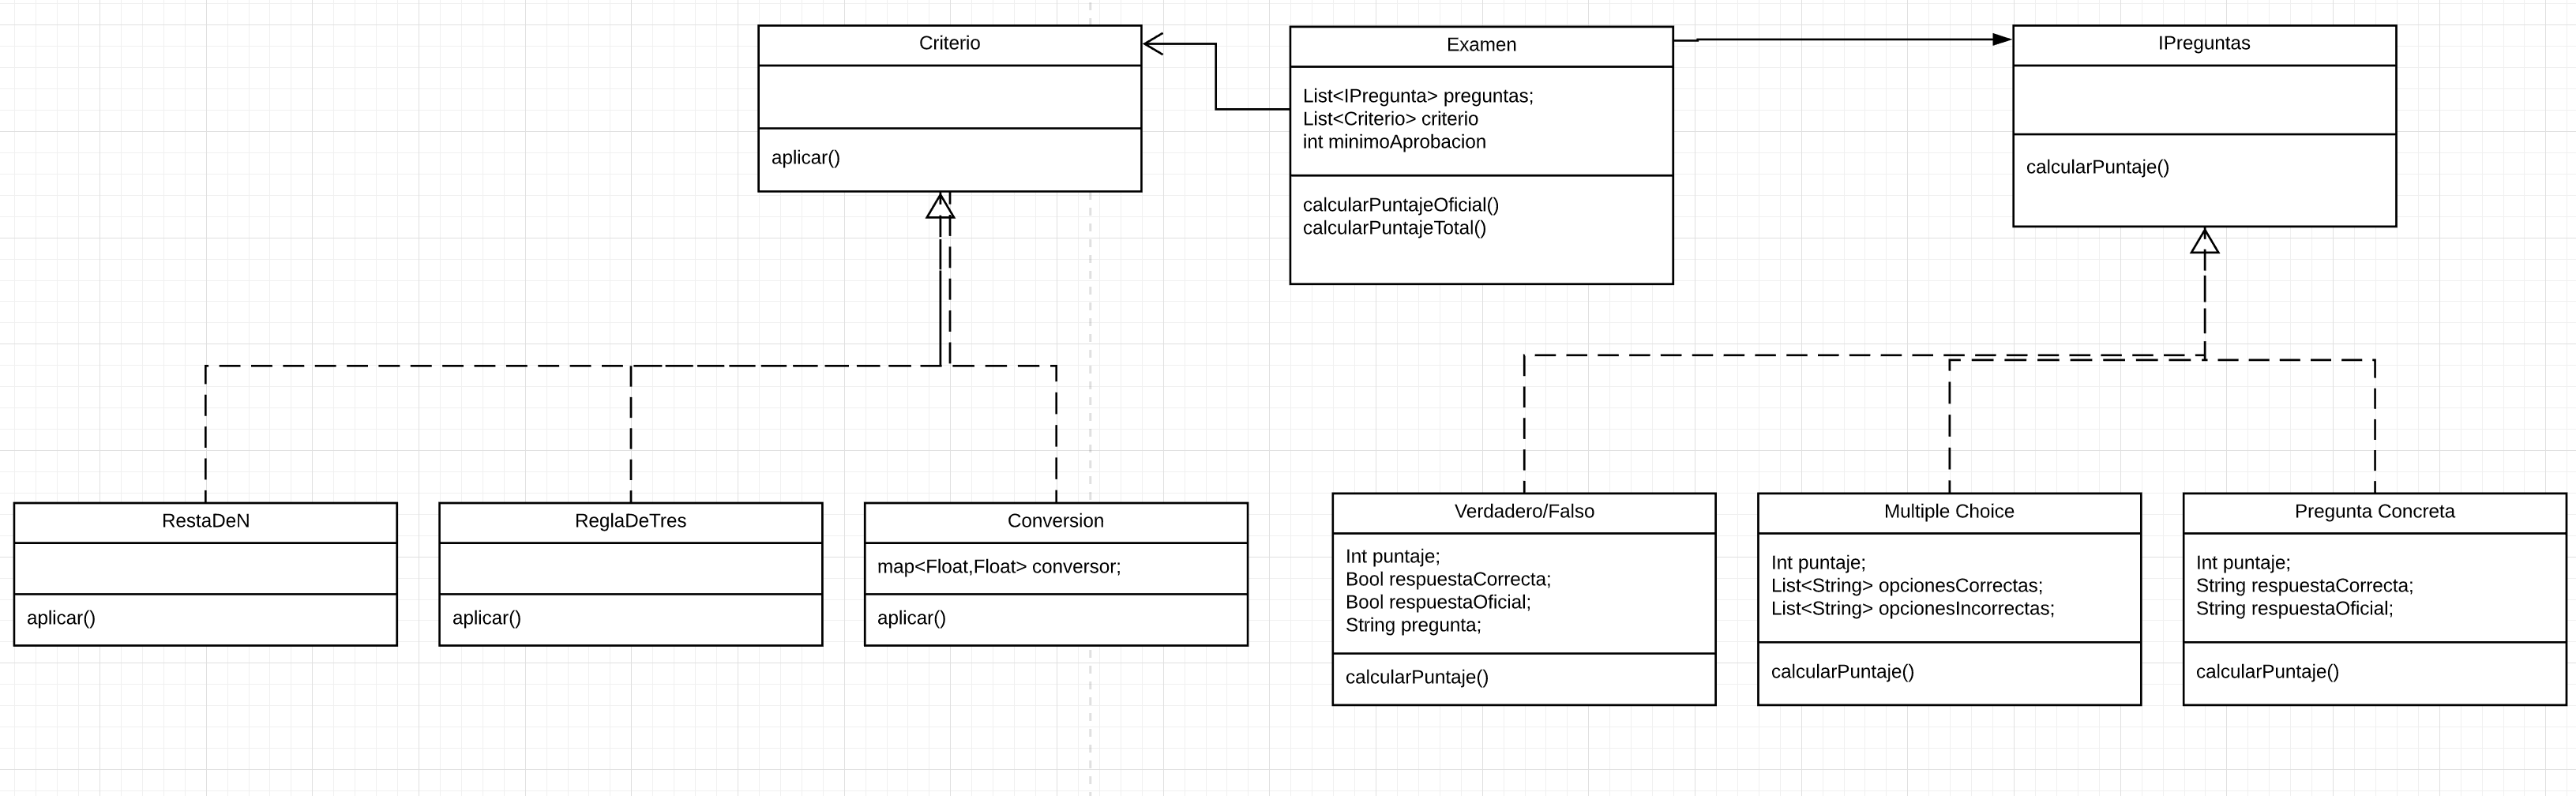 Criterio
aplicar()
Examen
List<IPregunta> preguntas;
List<Criterio> criterio
int minimoAprobacion
calcularPuntajeOficial()
calcularPuntajeTotal()
IPreguntas
calcularPuntaje()
RestaDeN
aplicar()
ReglaDeTres
aplicar()
Conversion
map<Float,Float> conversor;
aplicar()
Verdadero/Falso
Int puntaje;
Bool respuestaCorrecta;
Bool respuestaOficial;
String pregunta;
calcularPuntaje()
Multiple Choice
Int puntaje;
List<String> opcionesCorrectas;
List<String> opcionesIncorrectas;
calcularPuntaje()
Pregunta Concreta
Int puntaje;
String respuestaCorrecta;
String respuestaOficial;
calcularPuntaje()